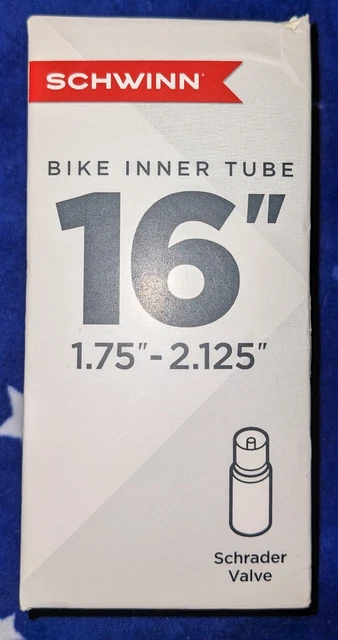 SCHWINN
BIKE INNER TUBE
16"
1.75"-2.125"
Schrader
Valve